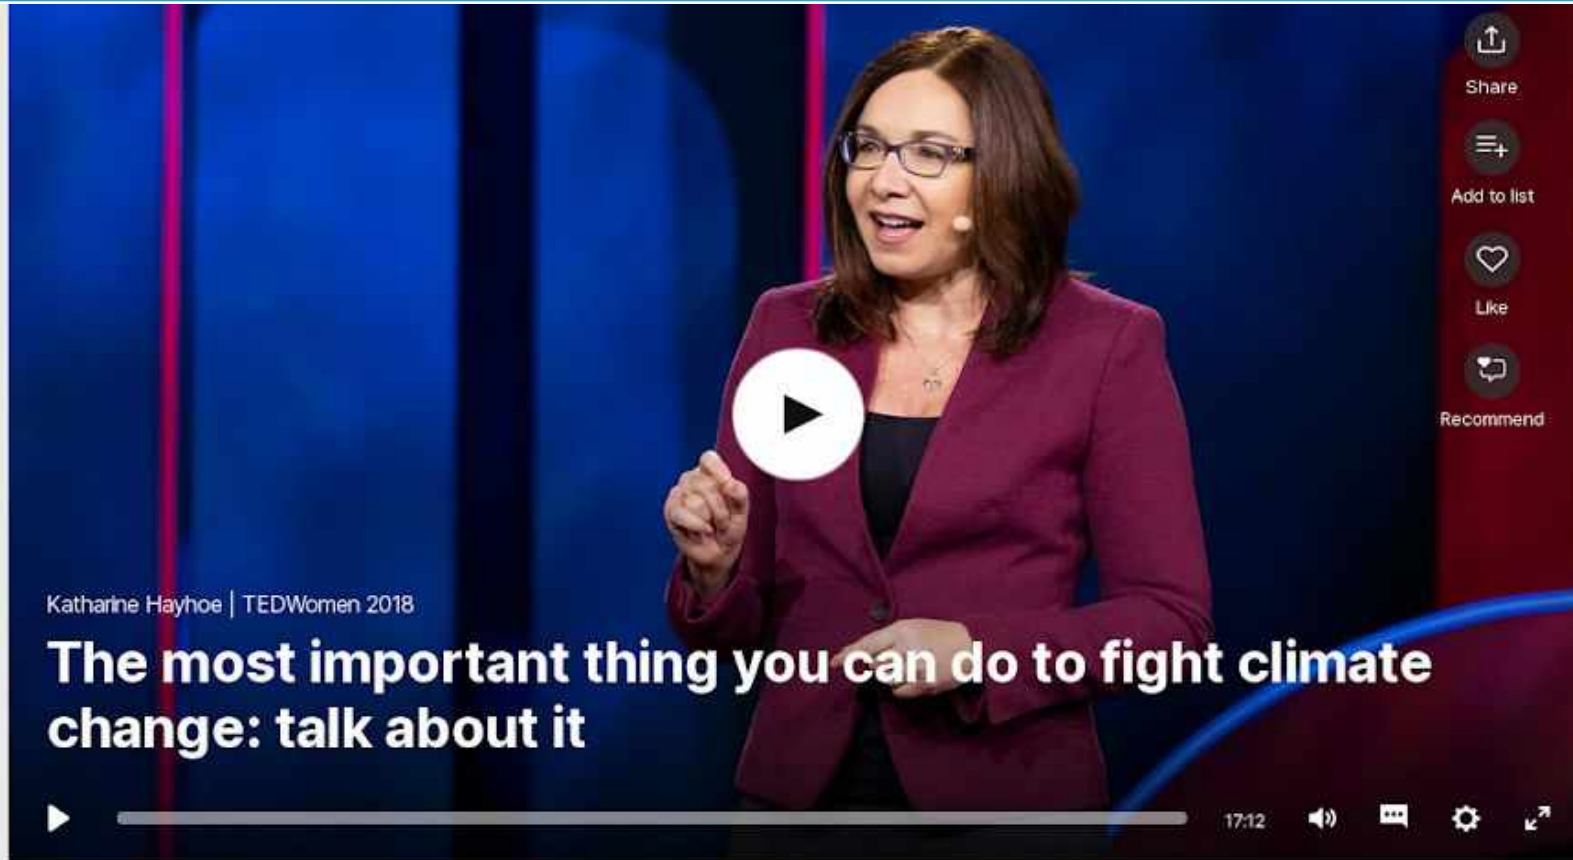 Share
Add to list
Like
Recommend
Katharine Hayhoe | TEDWomen 2018
The most important thing you can do to fight climate
change: talk about it
17:12